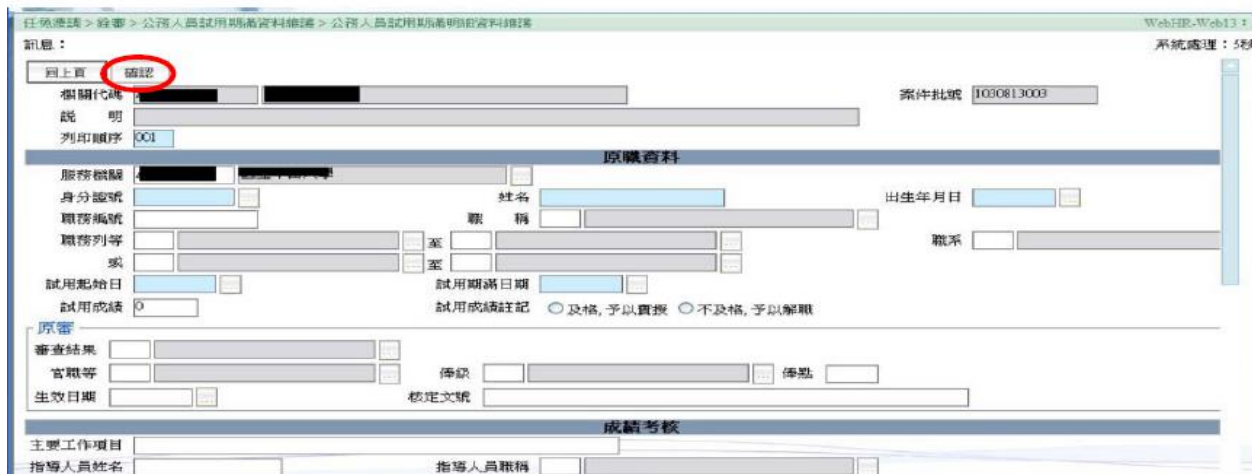 任免遷調 > 銓審 > 公務人員試用期滿資料維護 > 公務人員試用期滿明細資料維護 WebHR-Web13
訊息： 系統處理：5秒
回上頁 確認
機關代碼 案件批號 1030813003
說 明
列印順序 001
原職資料
服務機關
身分證號 姓名 出生年月日
職務編號 職 稱
職務列等 至 職系
或 至
試用起始日 試用期滿日期
試用成績 0 試用成績註記 及格,予以實授 不及格,予以解職
原審
審查結果
官職等 俸級 俸點
生效日期 核定文號
成績考核
主要工作項目
指導人員姓名 指導人員職稱